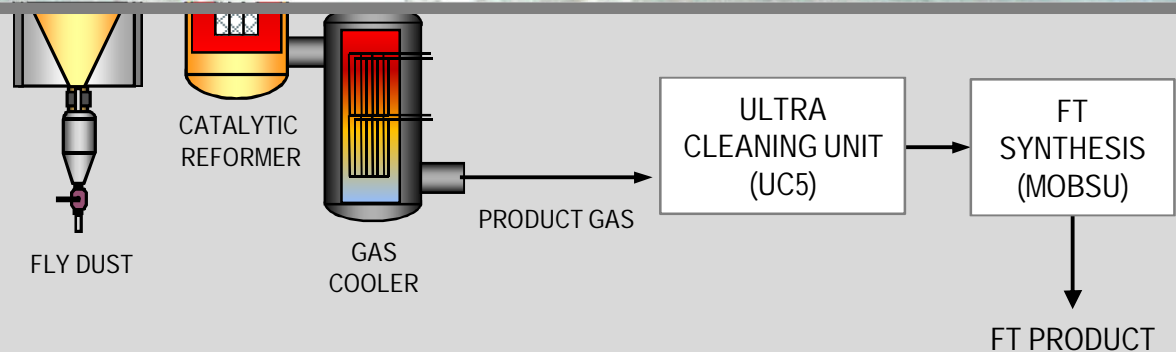 CATALYTIC
REFORMER
FLY DUST
GAS
COOLER
PRODUCT GAS
ULTRA
CLEANING UNIT
(UC5)
FT
SYNTHESIS
(MOBSU)
FT PRODUCT